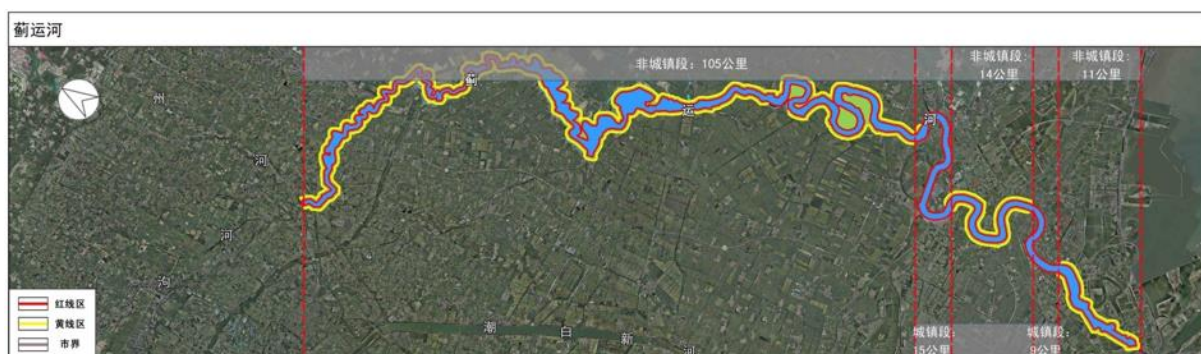 蓟运河
非城镇段：105公里
非城镇段：
14公里
非城镇段：
11公里
州
河
河
泃
蓟
运
河
潮
白
新
河
城镇段：
15公里
城镇段：
9公里
红线区
黄线区
市界